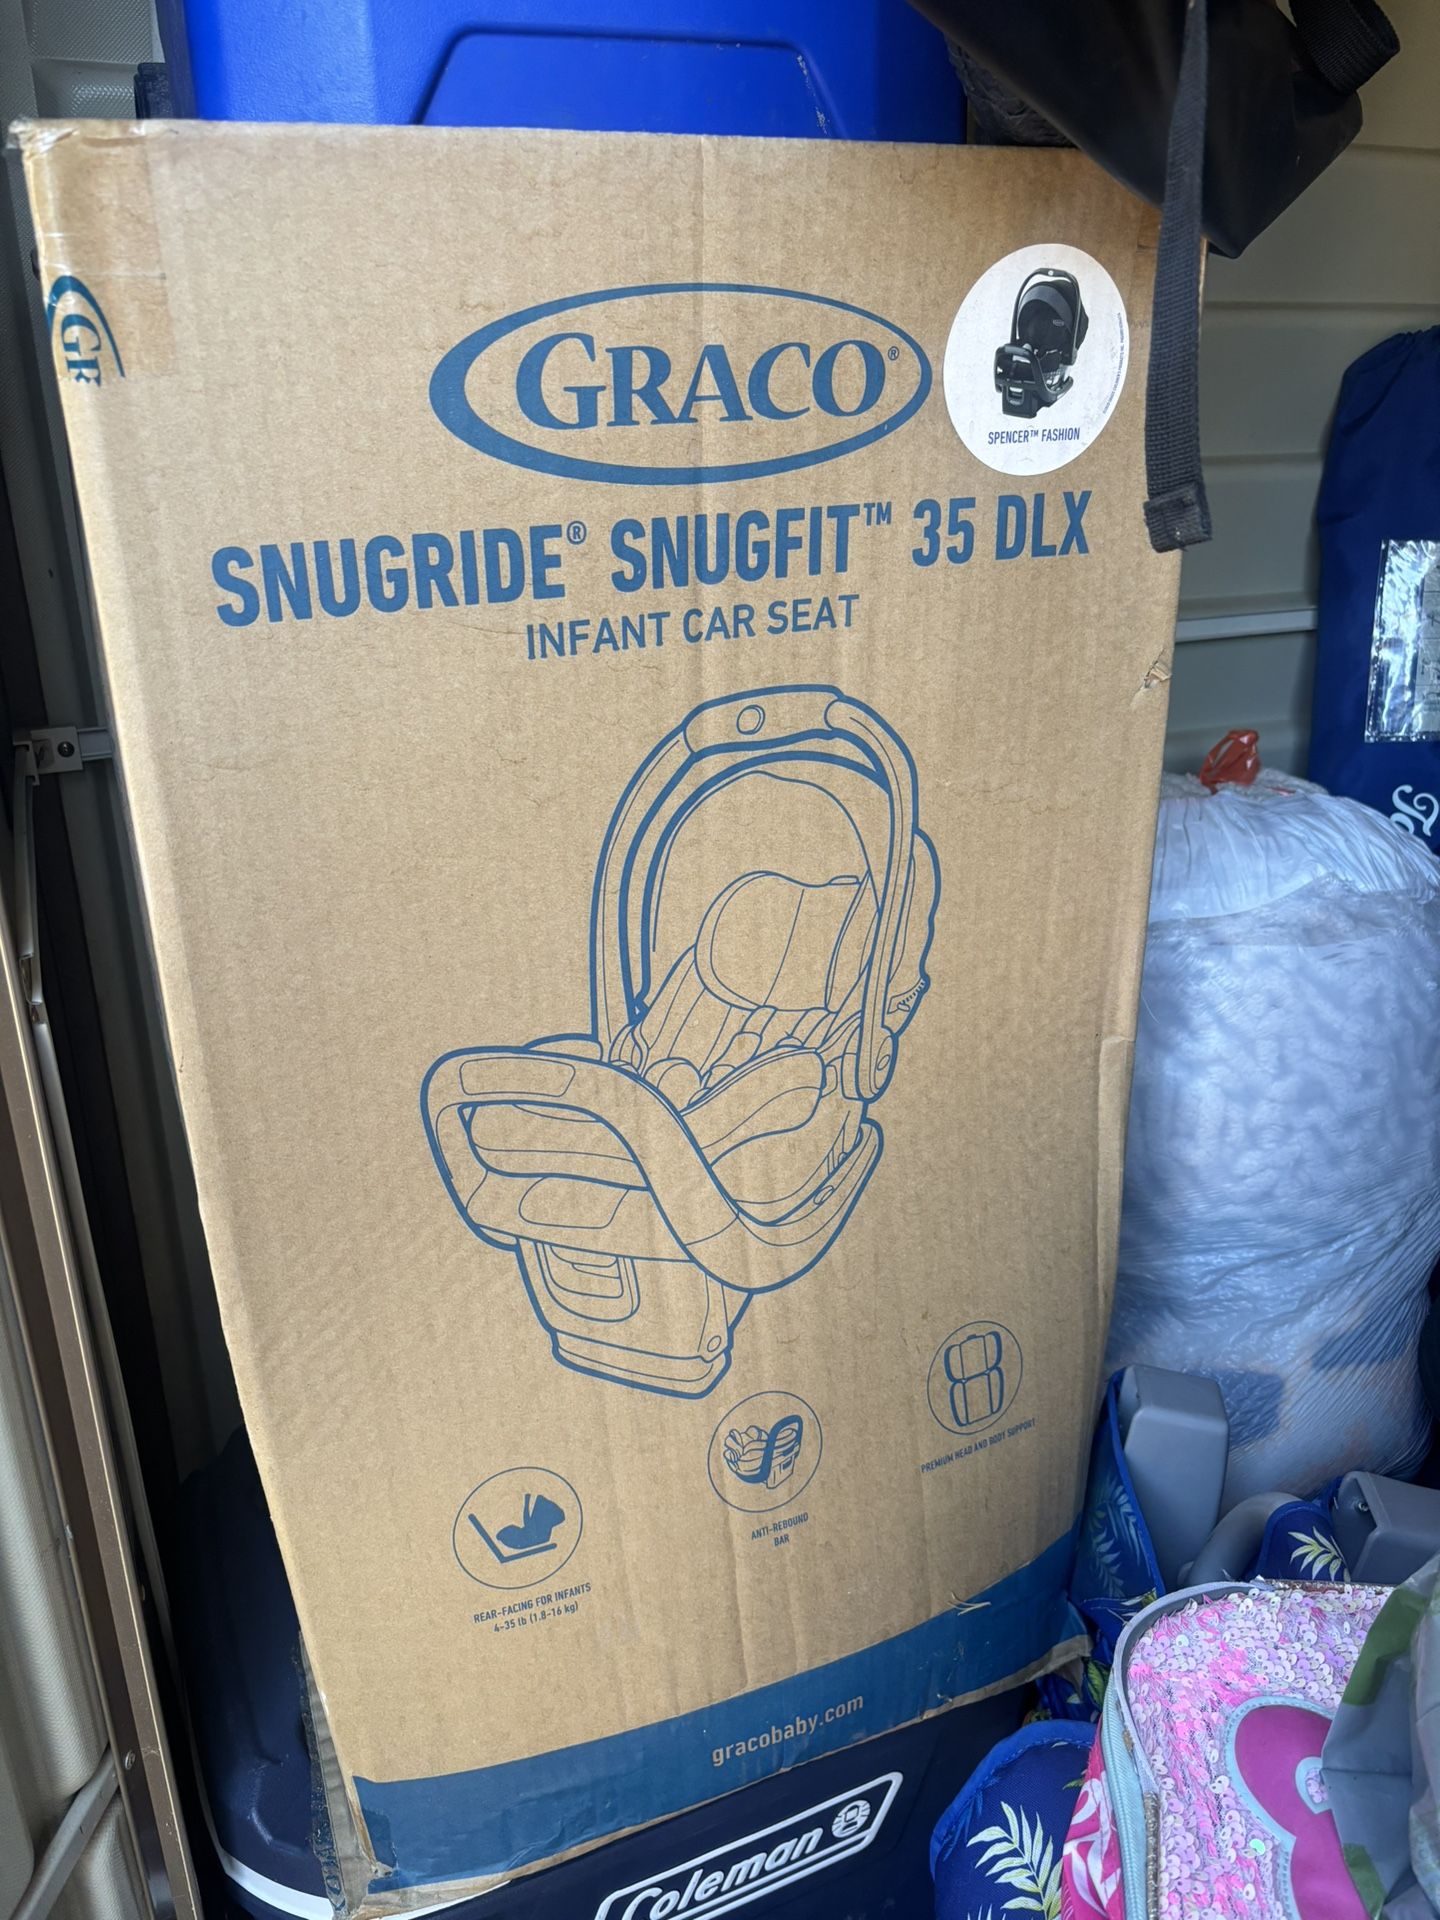 GRACO®
SPENCER™ FASHION
SNUGRIDE® SNUGFIT™ 35 DLX
INFANT CAR SEAT
PREMIUM HEAD AND BODY SUPPORT
ANTI-REBOUND
BAR
REAR-FACING FOR INFANTS
4-35 lb (1.8-16 kg)
gracobaby.com
Coleman